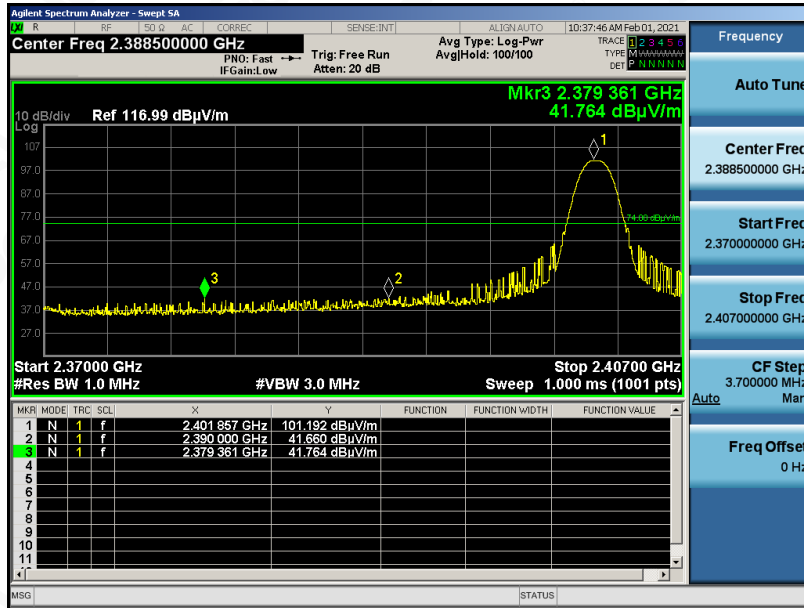 Agilent Spectrum Analyzer - Swept SA
LXI R RF 50 Ω AC CORREC SENSE:INT ALIGN AUTO 10:37:46 AM Feb 01, 2021
Center Freq 2.388500000 GHz
PNO: Fast
IFGain:Low
Trig: Free Run
Atten: 20 dB
Avg Type: Log-Pwr
Avg|Hold: 100/100
TRACE 1 2 3 4 5 6
TYPE M
DET P N N N N N
Mkr3 2.379 361 GHz
41.764 dBµV/m
10 dB/div Ref 116.99 dBµV/m
Log
107
97.0
87.0
77.0
67.0
57.0
47.0
37.0
27.0
1
2
3
74.00 dBµV/m
Start 2.37000 GHz Stop 2.40700 GHz
#Res BW 1.0 MHz #VBW 3.0 MHz Sweep 1.000 ms (1001 pts)
MKR MODE TRC SCL X Y FUNCTION FUNCTION WIDTH FUNCTION VALUE
1 N 1 f 2.401 857 GHz 101.192 dBµV/m
2 N 1 f 2.390 000 GHz 41.660 dBµV/m
3 N 1 f 2.379 361 GHz 41.764 dBµV/m
4
5
6
7
8
9
10
11
MSG STATUS
Frequency
Auto Tune
Center Freq
2.388500000 GHz
Start Freq
2.370000000 GHz
Stop Freq
2.407000000 GHz
CF Step
3.700000 MHz
Auto Man
Freq Offset
0 Hz